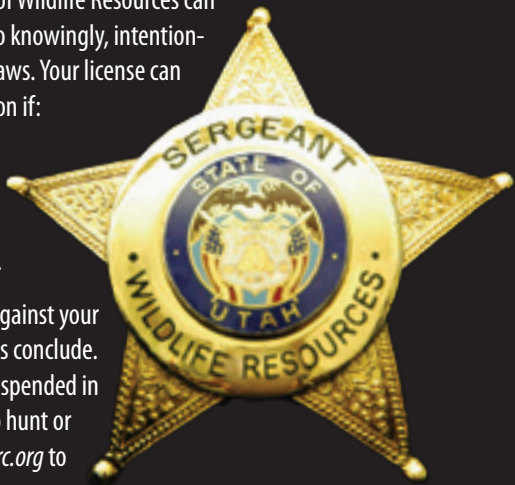 of Wildlife Resources can
o knowingly, intention-
aws. Your license can
on if:
SERGEANT
STATE OF
UTAH
WILDLIFE RESOURCES
.
gainst your
s conclude.
spended in
o hunt or
rc.org to